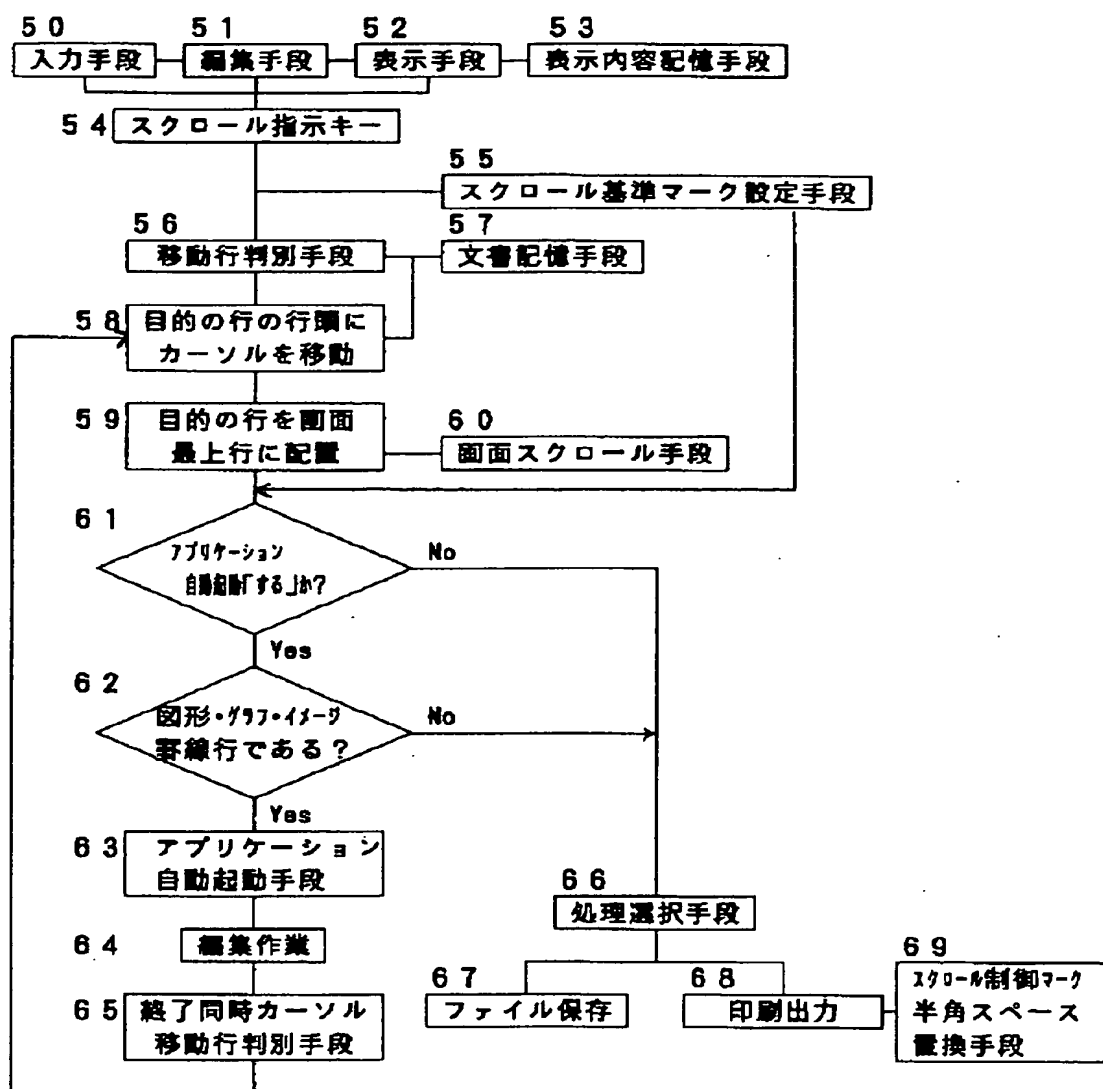 ５０
入力手段
５１
編集手段
５２
表示手段
５３
表示内容記憶手段
５４
スクロール指示キー
５５
スクロール基準マーク設定手段
５６
移動行判別手段
５７
文書記憶手段
５８
目的の行の行頭に
カーソルを移動
５９
目的の行を画面
最上行に配置
６０
画面スクロール手段
６１
アプリケーション
自動起動「する」か？
No
Yes
６２
図形・グラフ・イメージ
罫線行である？
No
Yes
６３
アプリケーション
自動起動手段
６４
編集作業
６５
終了同時カーソル
移動行判別手段
６６
処理選択手段
６７
ファイル保存
６８
印刷出力
６９
スクロール制御マーク
半角スペース
置換手段